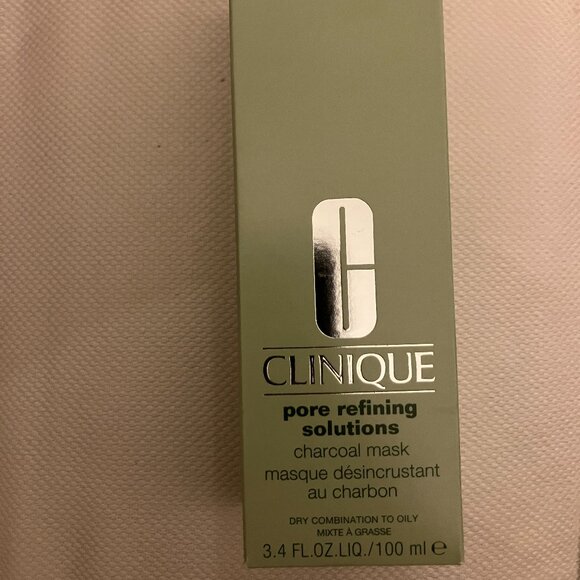 CLINIQUE
pore refining
solutions
charcoal mask
masque désincrustant
au charbon
DRY COMBINATION TO OILY
MIXTE À GRASSE
3.4 FL.OZ.LIQ./100 ml ℮